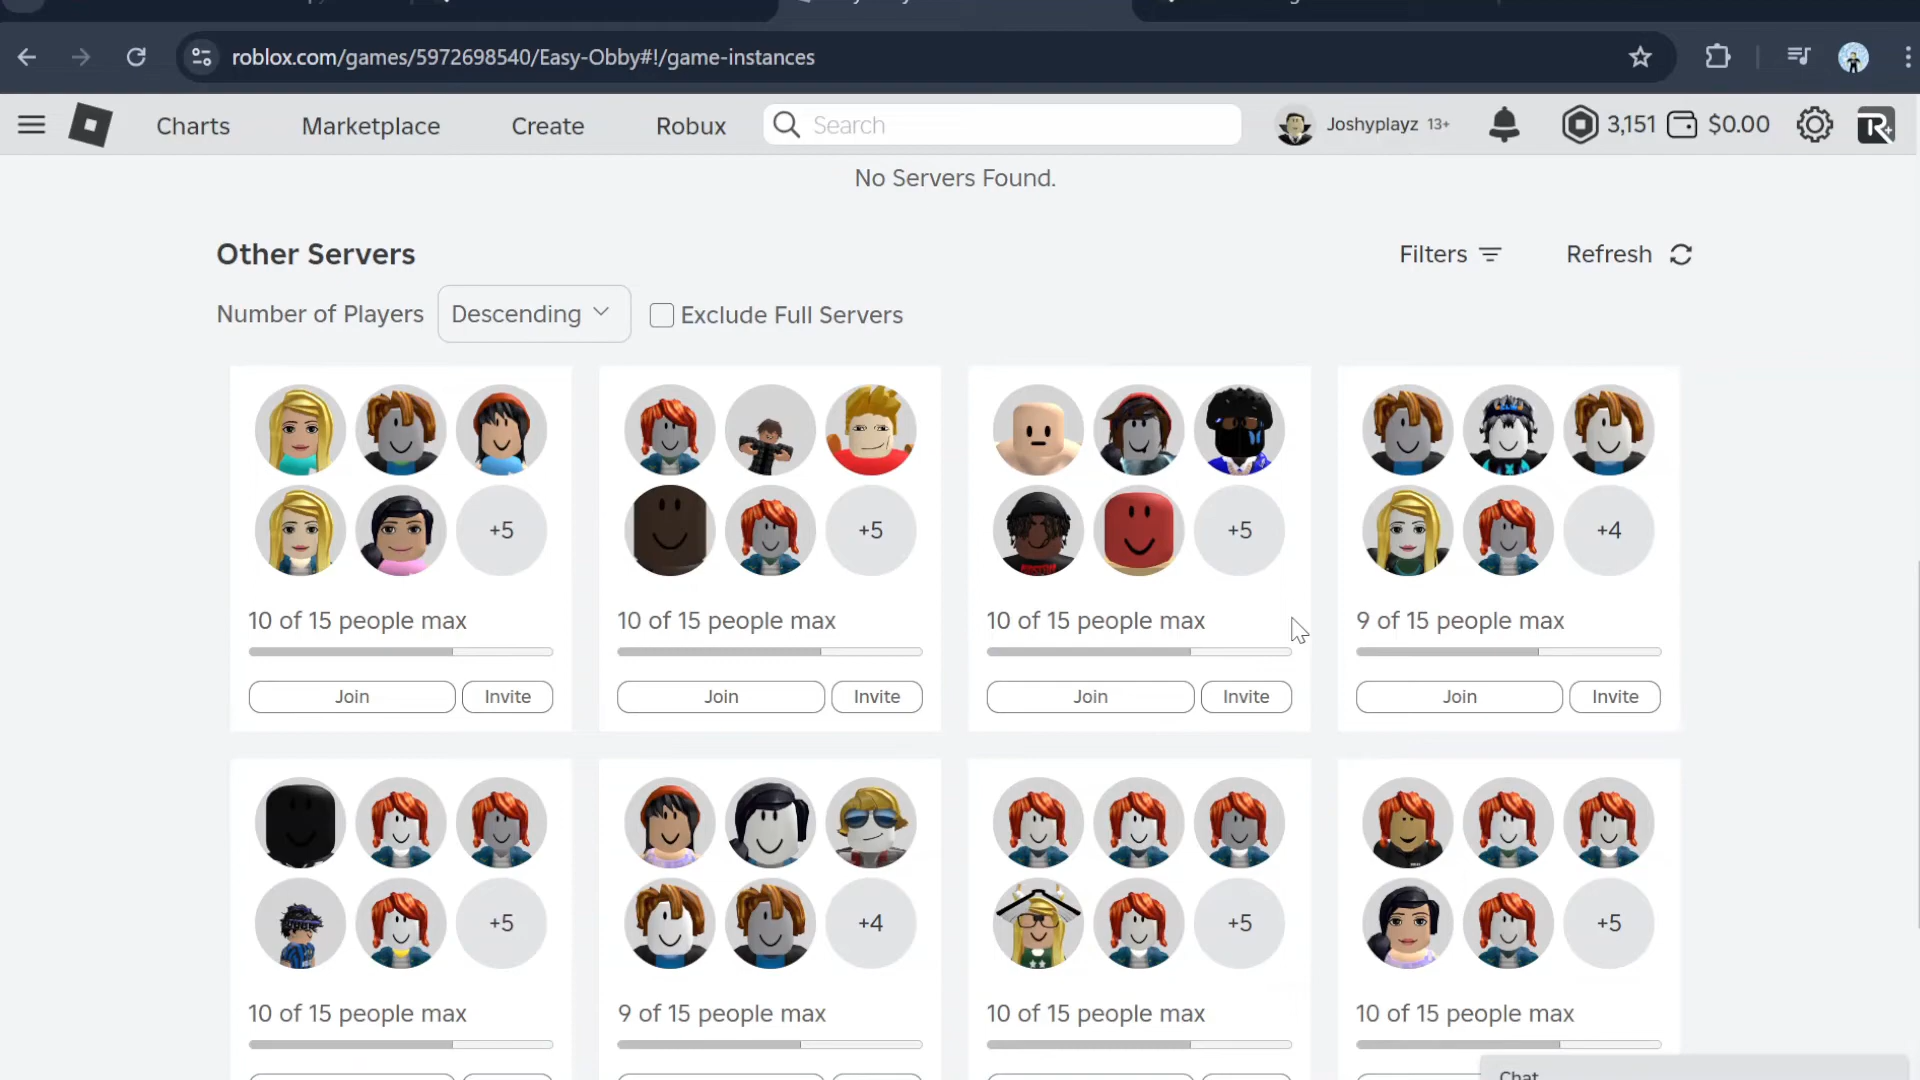 roblox.com/games/5972698540/Easy-Obby#!/game-instances
Charts
Marketplace
Create
Robux
Search
Joshyplayz 13+
3,151
$0.00
No Servers Found.
Other Servers
Filters
Refresh
Number of Players
Descending
Exclude Full Servers
+5
+5
+5
+4
10 of 15 people max
10 of 15 people max
10 of 15 people max
9 of 15 people max
Join
Invite
Join
Invite
Join
Invite
Join
Invite
+5
+4
+5
+5
10 of 15 people max
9 of 15 people max
10 of 15 people max
10 of 15 people max
Chat